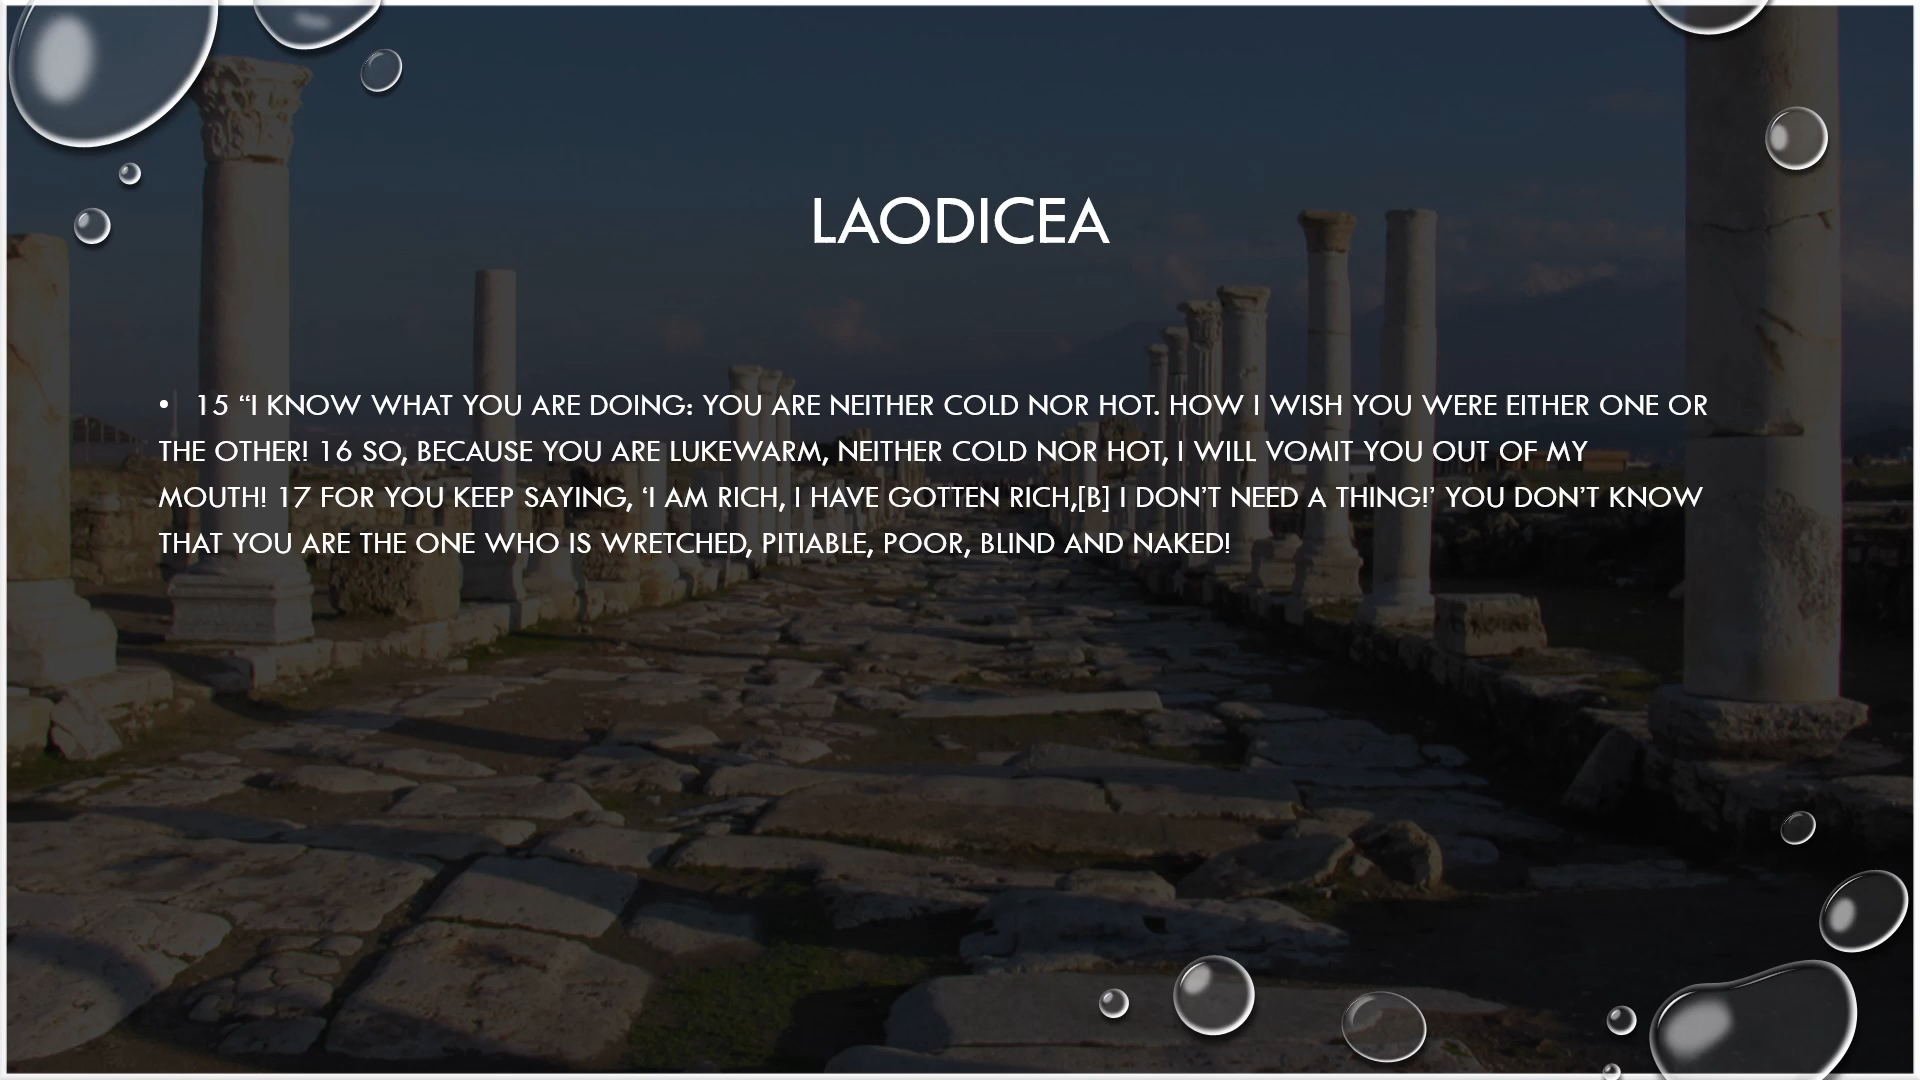 LAODICEA
• 15 “I KNOW WHAT YOU ARE DOING: YOU ARE NEITHER COLD NOR HOT. HOW I WISH YOU WERE EITHER ONE OR
THE OTHER! 16 SO, BECAUSE YOU ARE LUKEWARM, NEITHER COLD NOR HOT, I WILL VOMIT YOU OUT OF MY
MOUTH! 17 FOR YOU KEEP SAYING, ‘I AM RICH, I HAVE GOTTEN RICH,[B] I DON’T NEED A THING!’ YOU DON’T KNOW
THAT YOU ARE THE ONE WHO IS WRETCHED, PITIABLE, POOR, BLIND AND NAKED!